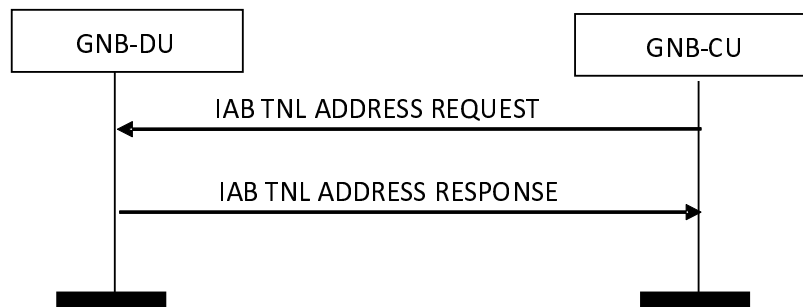 GNB-DU
GNB-CU
IAB TNL ADDRESS REQUEST
IAB TNL ADDRESS RESPONSE